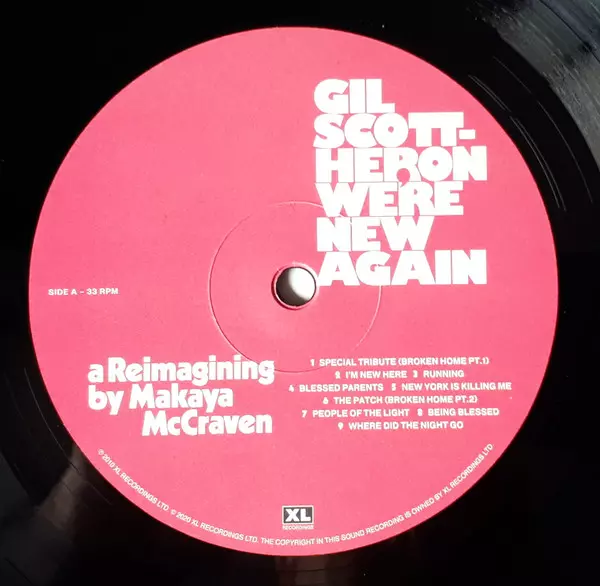 GIL
SCOTT-
HERON
WE'RE
NEW
AGAIN
SIDE A – 33 RPM
a Reimagining
by Makaya
McCraven
1 SPECIAL TRIBUTE (BROKEN HOME PT.1)
2 I'M NEW HERE 3 RUNNING
4 BLESSED PARENTS 5 NEW YORK IS KILLING ME
6 THE PATCH (BROKEN HOME PT.2)
7 PEOPLE OF THE LIGHT 8 BEING BLESSED
9 WHERE DID THE NIGHT GO
XL
RECORDINGS
℗ 2010 XL RECORDINGS LTD. © 2020 XL RECORDINGS LTD. THE COPYRIGHT IN THIS SOUND RECORDING IS OWNED BY XL RECORDINGS LTD.